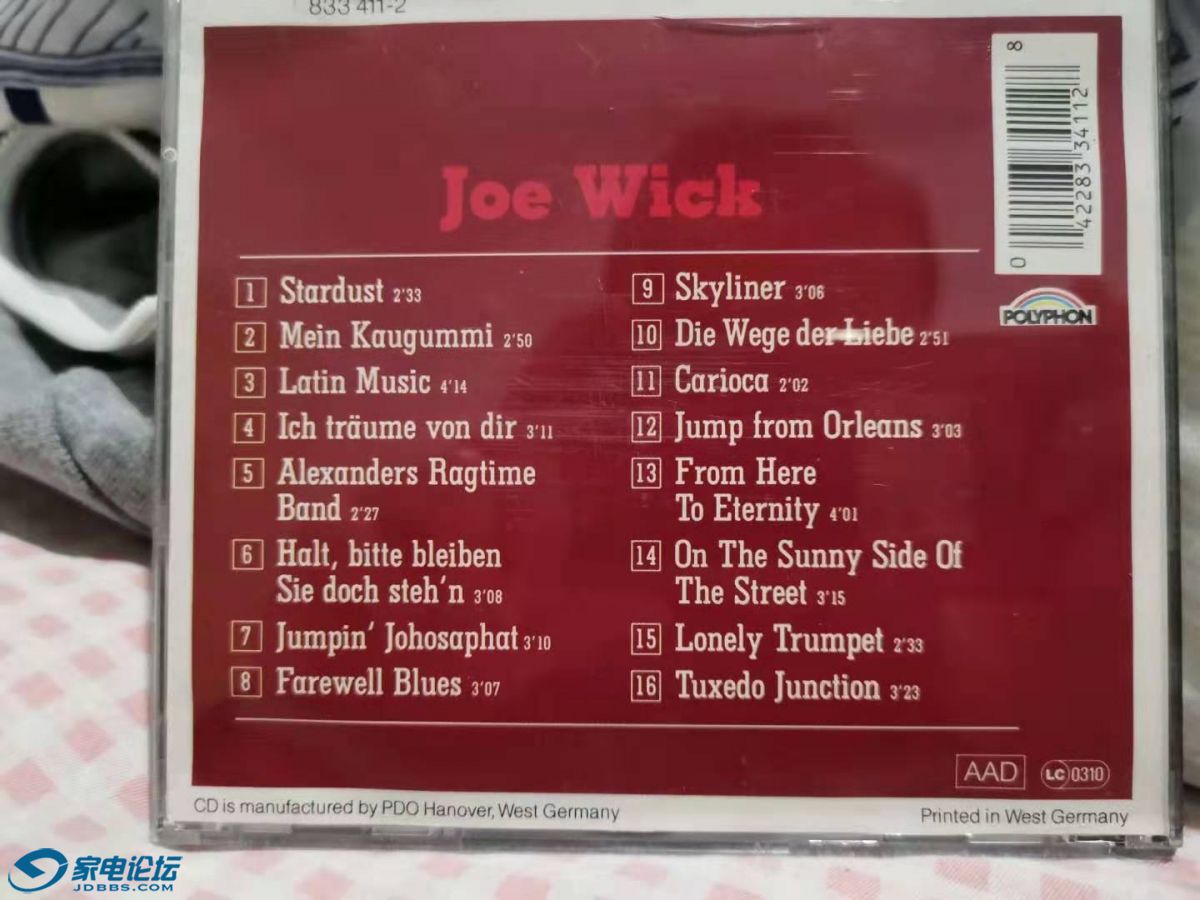 833 411-2
8
42283 34112
0
POLYPHON
Joe Wick
1 Stardust 2'33
2 Mein Kaugummi 2'50
3 Latin Music 4'14
4 Ich träume von dir 3'11
5 Alexanders Ragtime
Band 2'27
6 Halt, bitte bleiben
Sie doch steh'n 3'08
7 Jumpin' Johosaphat 3'10
8 Farewell Blues 3'07
9 Skyliner 3'06
10 Die Wege der Liebe 2'51
11 Carioca 2'02
12 Jump from Orleans 3'03
13 From Here
To Eternity 4'01
14 On The Sunny Side Of
The Street 3'15
15 Lonely Trumpet 2'33
16 Tuxedo Junction 3'23
AAD
LC 0310
CD is manufactured by PDO Hanover, West Germany
Printed in West Germany
家电论坛
JDBBS.COM